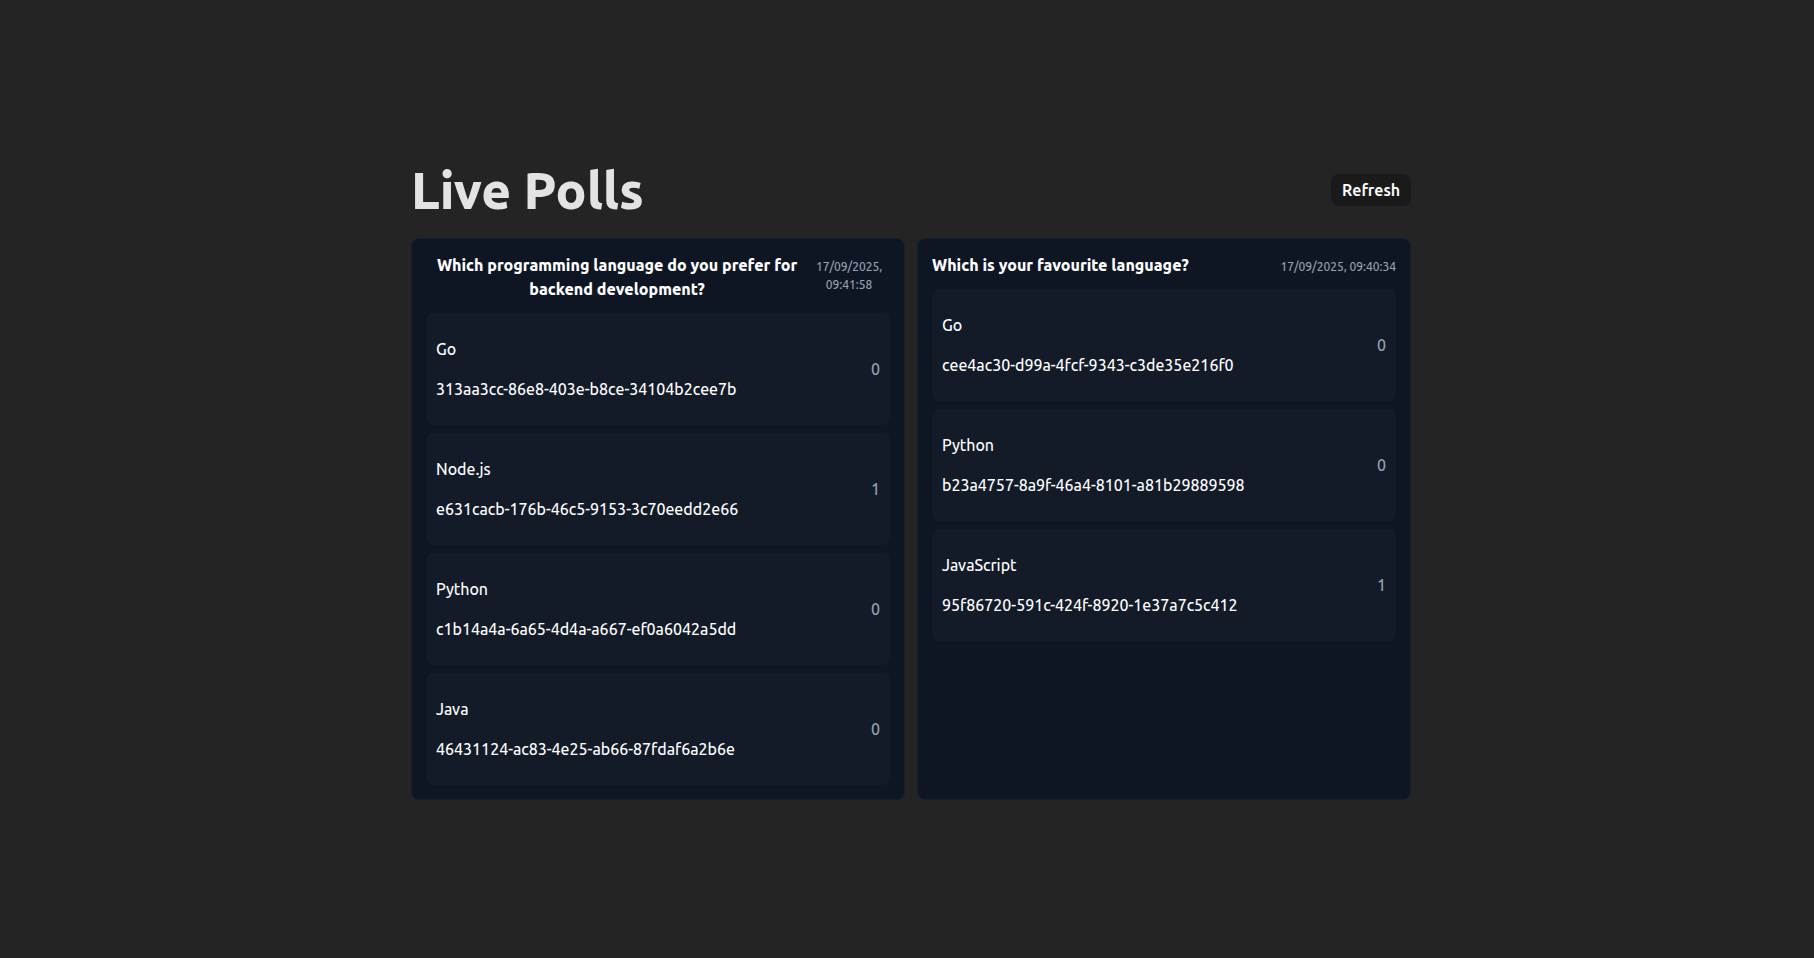 Live Polls
Refresh
Which programming language do you prefer for
backend development?
17/09/2025,
09:41:58
Go
313aa3cc-86e8-403e-b8ce-34104b2cee7b
0
Node.js
e631cacb-176b-46c5-9153-3c70eedd2e66
1
Python
c1b14a4a-6a65-4d4a-a667-ef0a6042a5dd
0
Java
46431124-ac83-4e25-ab66-87fdaf6a2b6e
0
Which is your favourite language?
17/09/2025, 09:40:34
Go
cee4ac30-d99a-4fcf-9343-c3de35e216f0
0
Python
b23a4757-8a9f-46a4-8101-a81b29889598
0
JavaScript
95f86720-591c-424f-8920-1e37a7c5c412
1